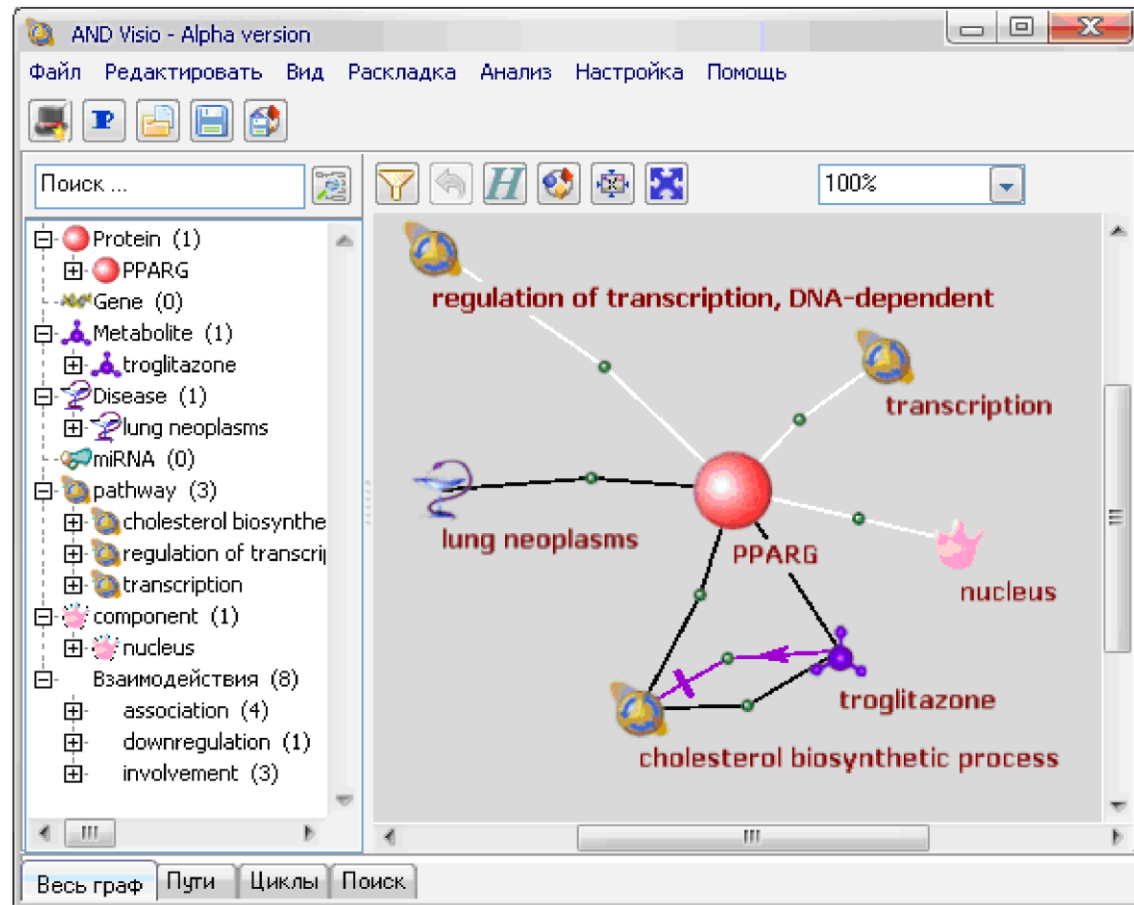 AND Visio - Alpha version
Файл Редактировать Вид Раскладка Анализ Настройка Помощь
P
Поиск ...
H
100%
Protein (1)
PPARG
Gene (0)
Metabolite (1)
troglitazone
Disease (1)
lung neoplasms
miRNA (0)
pathway (3)
cholesterol biosynthe
regulation of transcrip
transcription
component (1)
nucleus
Взаимодействия (8)
association (4)
downregulation (1)
involvement (3)
regulation of transcription, DNA-dependent
transcription
lung neoplasms
PPARG
nucleus
troglitazone
cholesterol biosynthetic process
Весь граф Пути Циклы Поиск